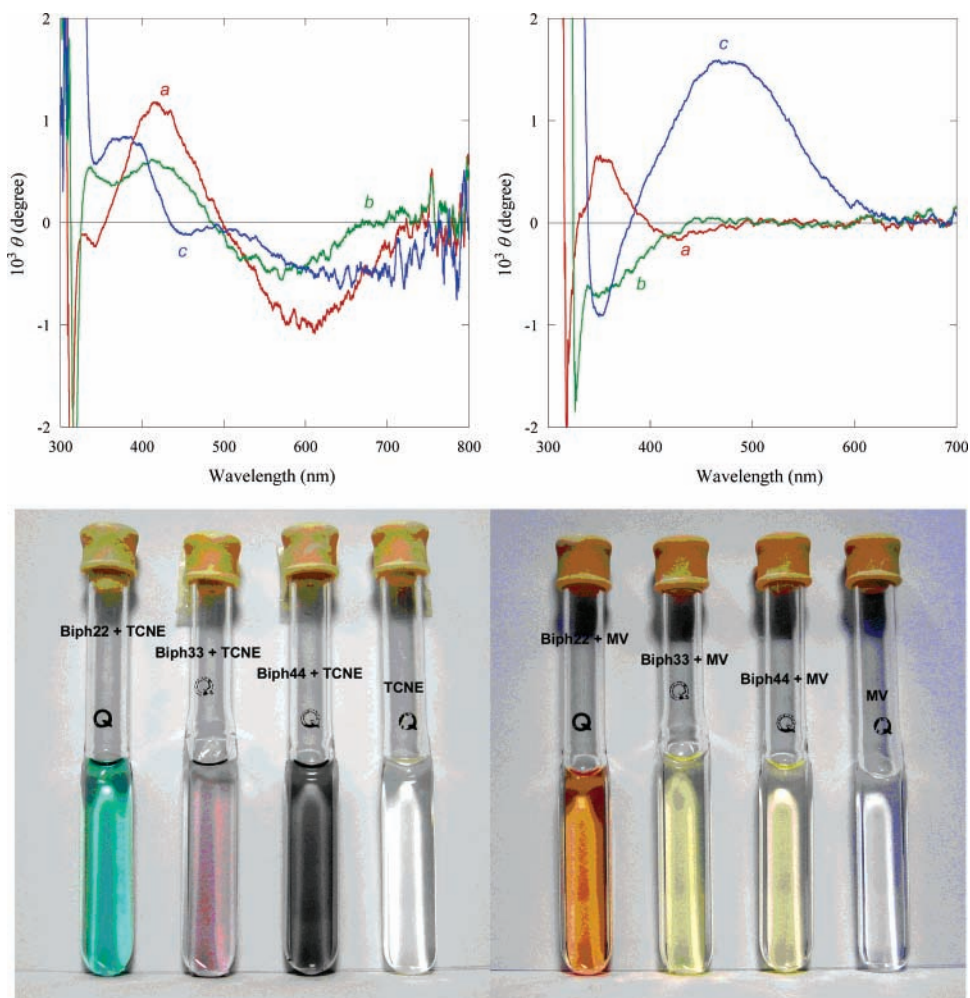 2
1
0
-1
-2
10³ θ (degree)
a
b
c
300 400 500 600 700 800
Wavelength (nm)
2
1
0
-1
-2
10³ θ (degree)
c
a
b
300 400 500 600 700
Wavelength (nm)
Biph22 + TCNE
Biph33 + TCNE
Biph44 + TCNE
TCNE
Q
Q
Q
Q
Biph22 + MV
Biph33 + MV
Biph44 + MV
MV
Q
Q
Q
Q